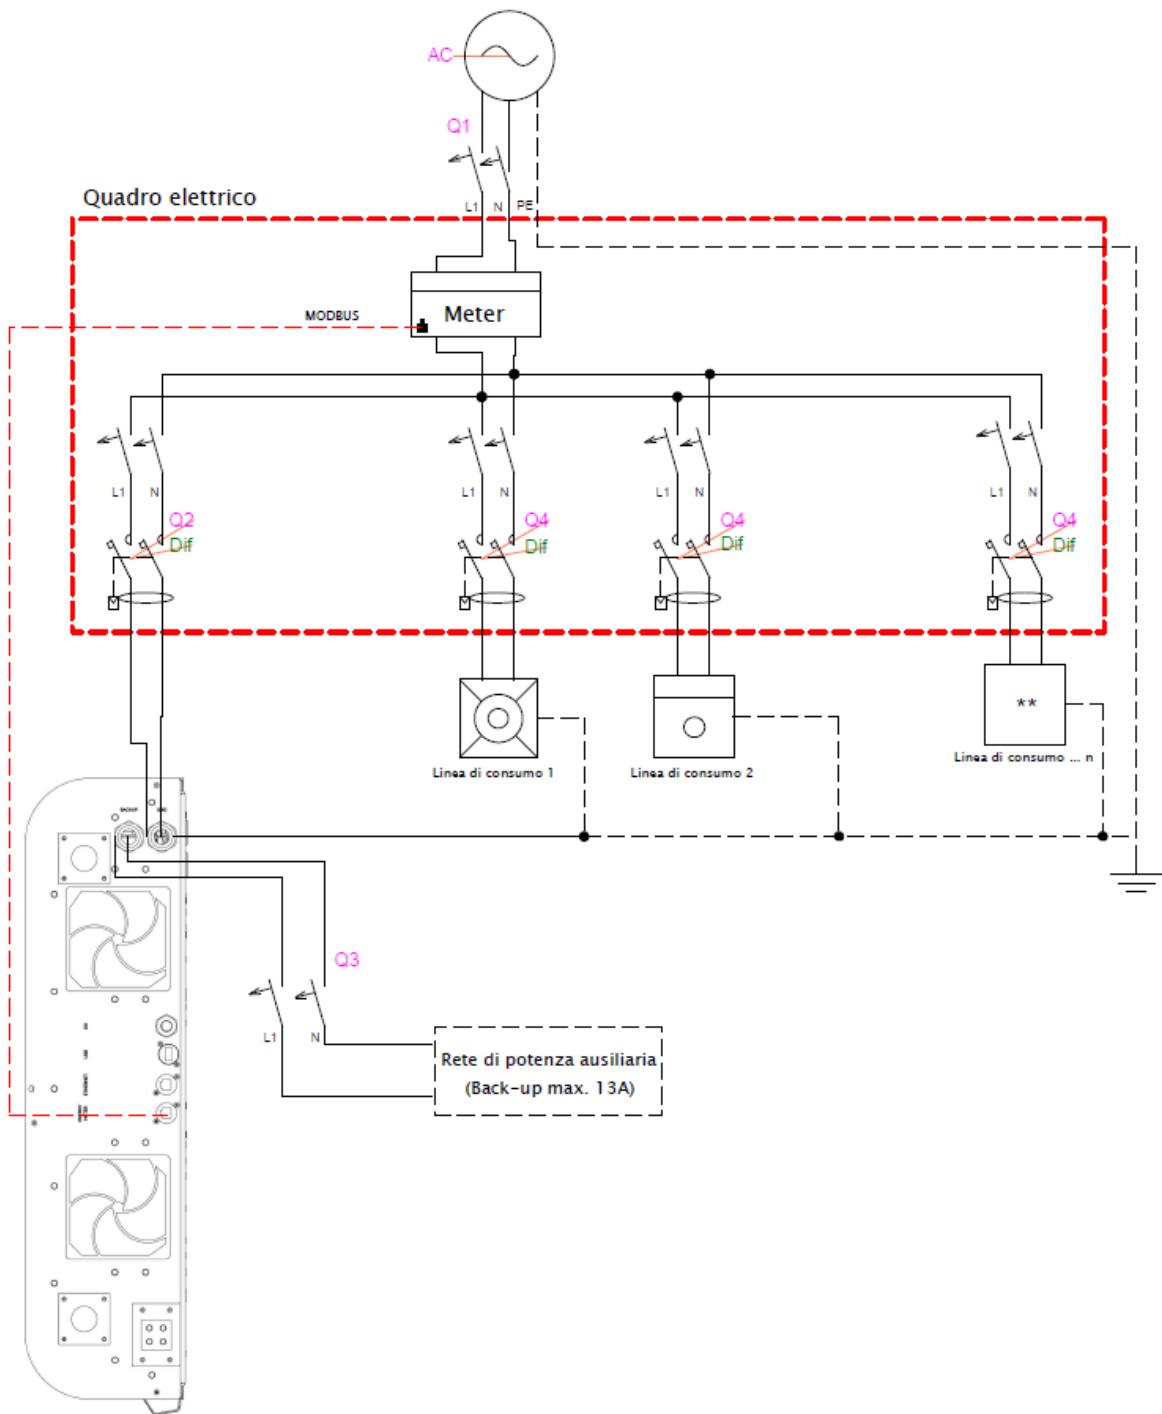 AC
Q1
Quadro elettrico
L1 N PE
MODBUS
Meter
L1 N
L1 N
L1 N
L1 N
Q2
Dif
Q4
Dif
Q4
Dif
Q4
Dif
**
Linea di consumo 1
Linea di consumo 2
Linea di consumo ... n
BACKUP
Q3
L1 N
Rete di potenza ausiliaria
(Back-up max. 13A)